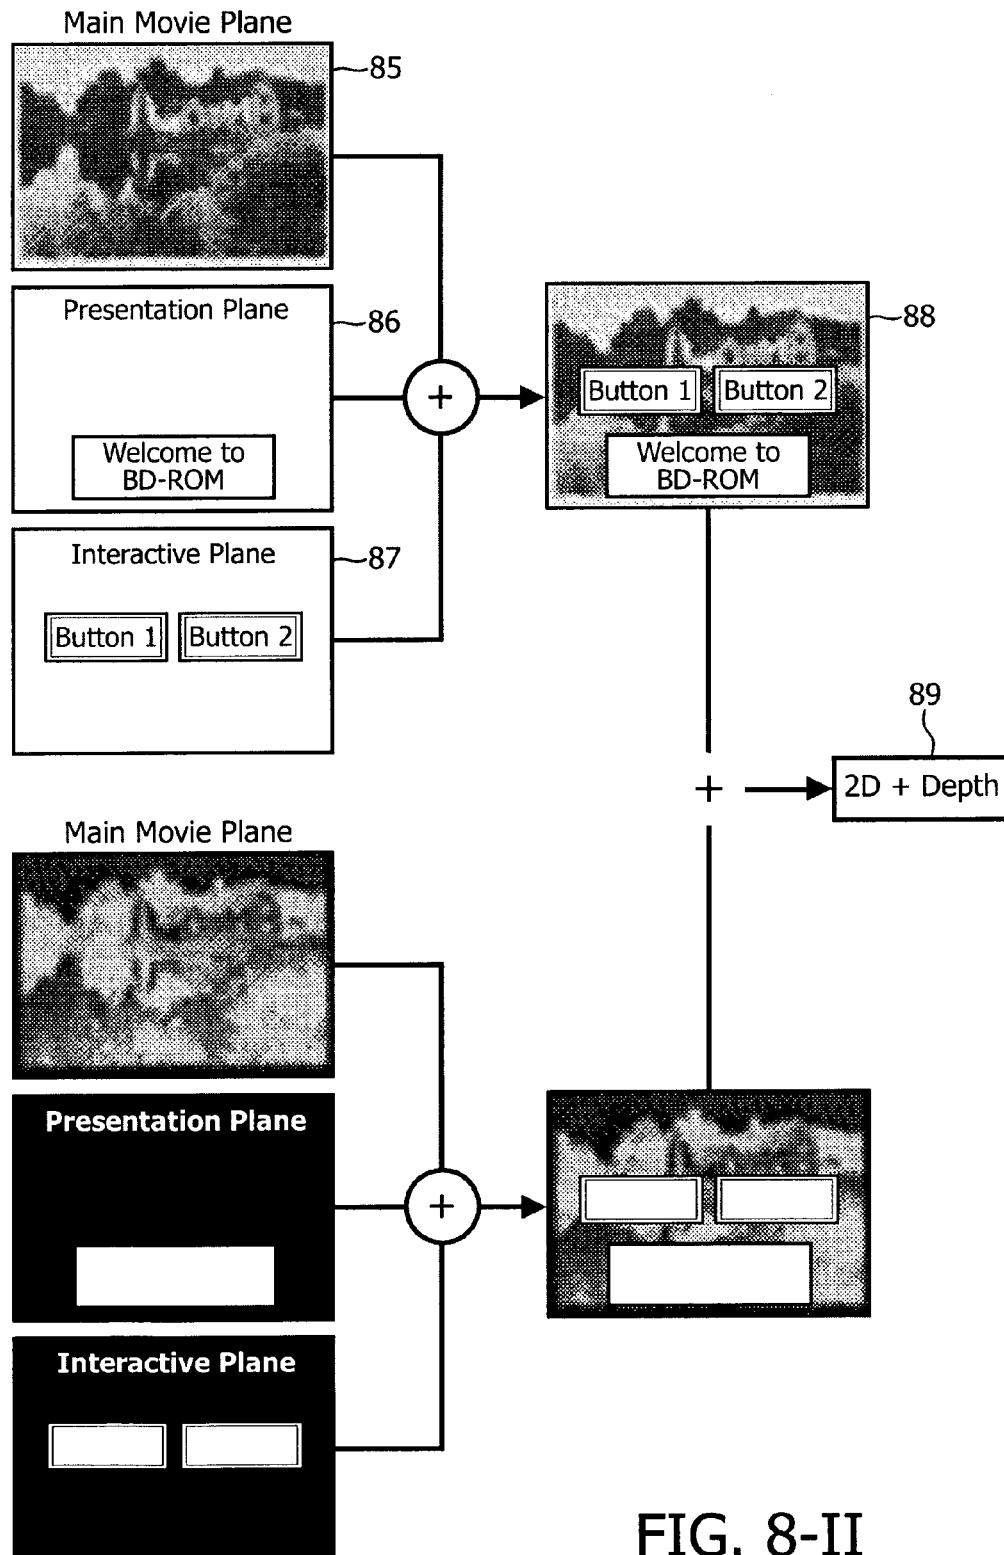 Main Movie Plane
85
Presentation Plane
86
Welcome to
BD-ROM
Interactive Plane
87
Button 1
Button 2
+
88
Button 1
Button 2
Welcome to
BD-ROM
89
+
2D + Depth
Main Movie Plane
Presentation Plane
+
Interactive Plane
FIG. 8-II